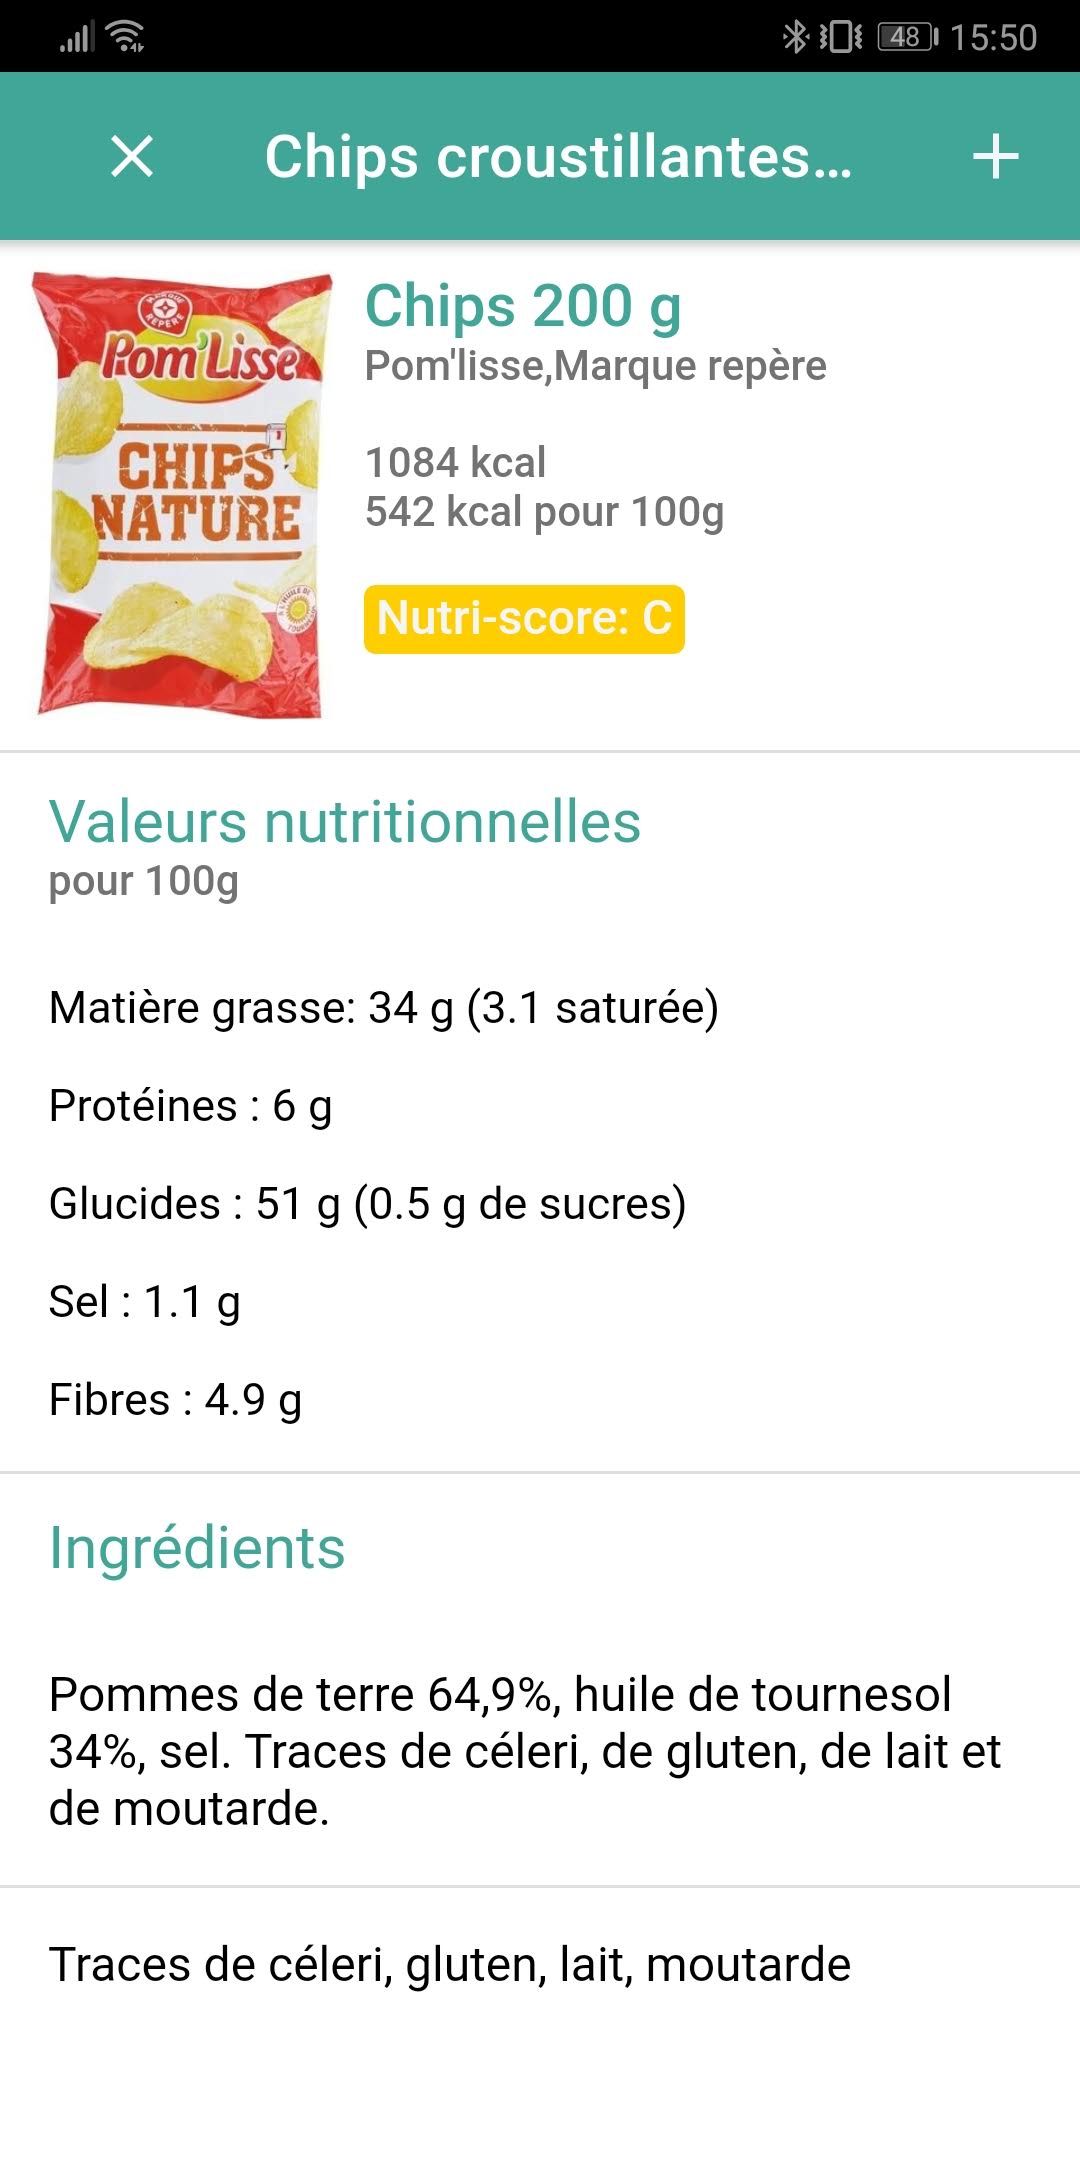 48 15:50
Chips croustillantes...
MARQUE
REPÈRE
Pom'Lisse
CHIPS
NATURE
Chips 200 g
Pom'lisse,Marque repère
1084 kcal
542 kcal pour 100g
Nutri-score: C
Valeurs nutritionnelles
pour 100g
Matière grasse: 34 g (3.1 saturée)
Protéines : 6 g
Glucides : 51 g (0.5 g de sucres)
Sel : 1.1 g
Fibres : 4.9 g
Ingrédients
Pommes de terre 64,9%, huile de tournesol
34%, sel. Traces de céleri, de gluten, de lait et
de moutarde.
Traces de céleri, gluten, lait, moutarde